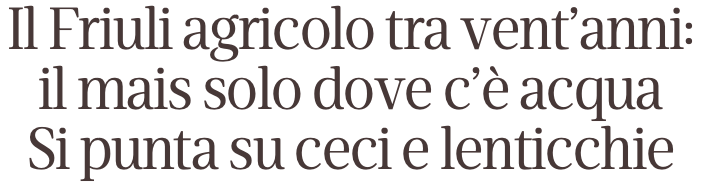 Il Friuli agricolo tra vent’anni:
il mais solo dove c’è acqua
Si punta su ceci e lenticchie